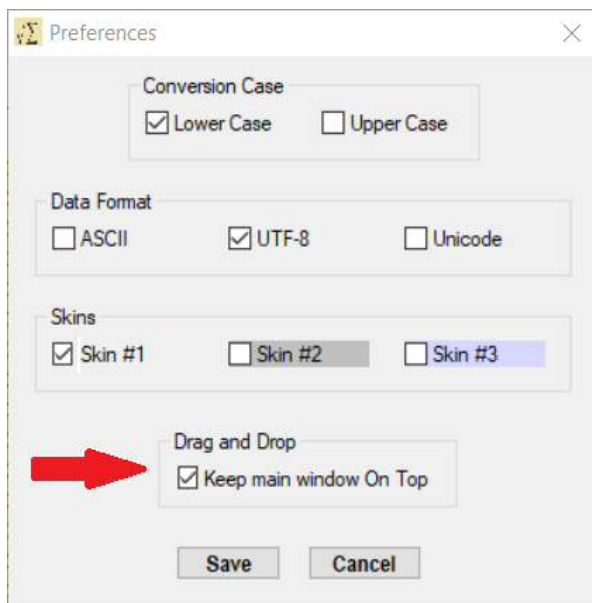 Preferences
Conversion Case
Lower Case Upper Case
Data Format
ASCII UTF-8 Unicode
Skins
Skin #1 Skin #2 Skin #3
Drag and Drop
Keep main window On Top
Save Cancel